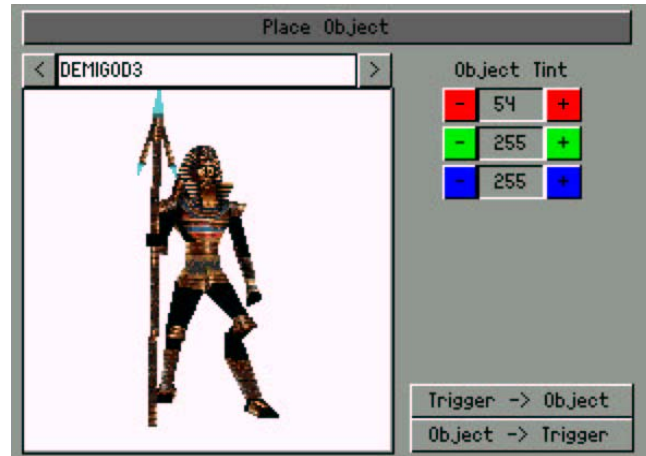 Place Object
< DEMIGOD3 >
Object Tint
- 54 +
- 255 +
- 255 +
Trigger -> Object
Object -> Trigger